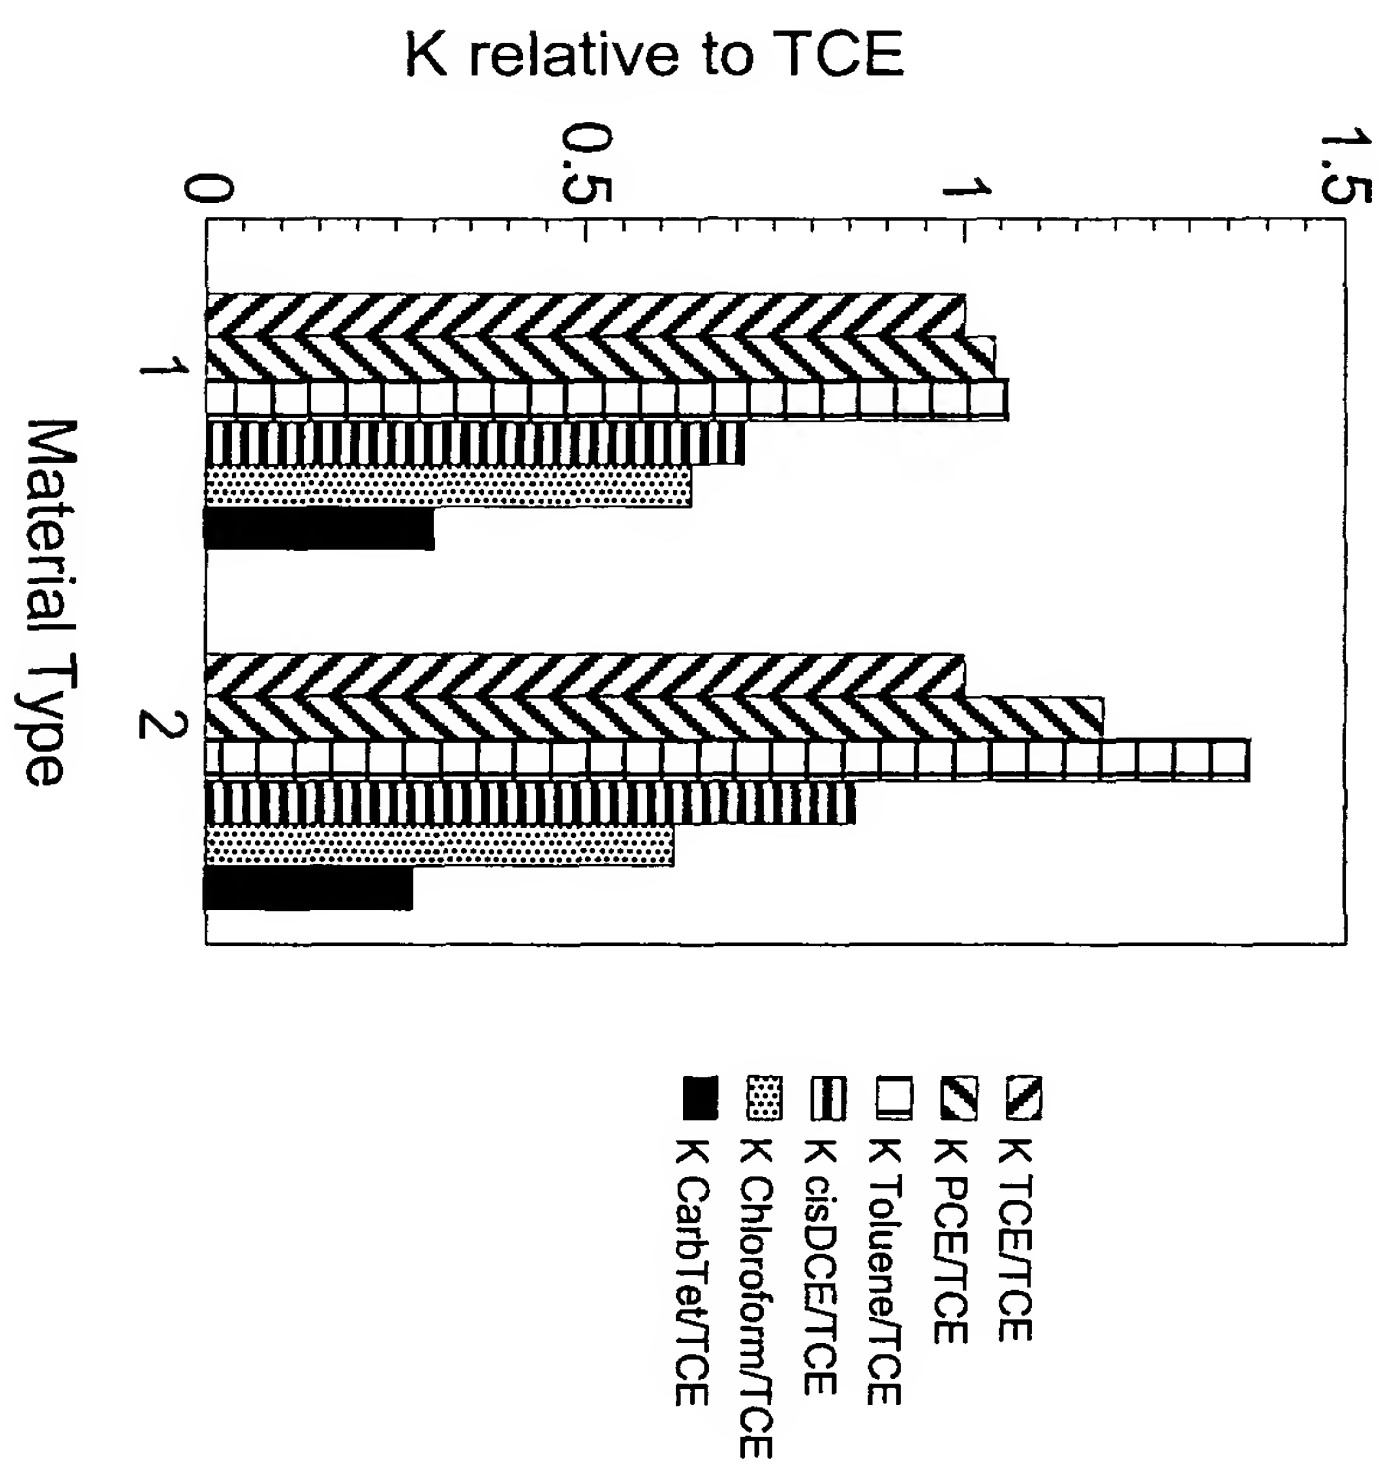 K relative to TCE
1.5
1
0.5
0
1
2
Material Type
K TCE/TCE
K PCE/TCE
K Toluene/TCE
K cisDCE/TCE
K Chloroform/TCE
K CarbTet/TCE